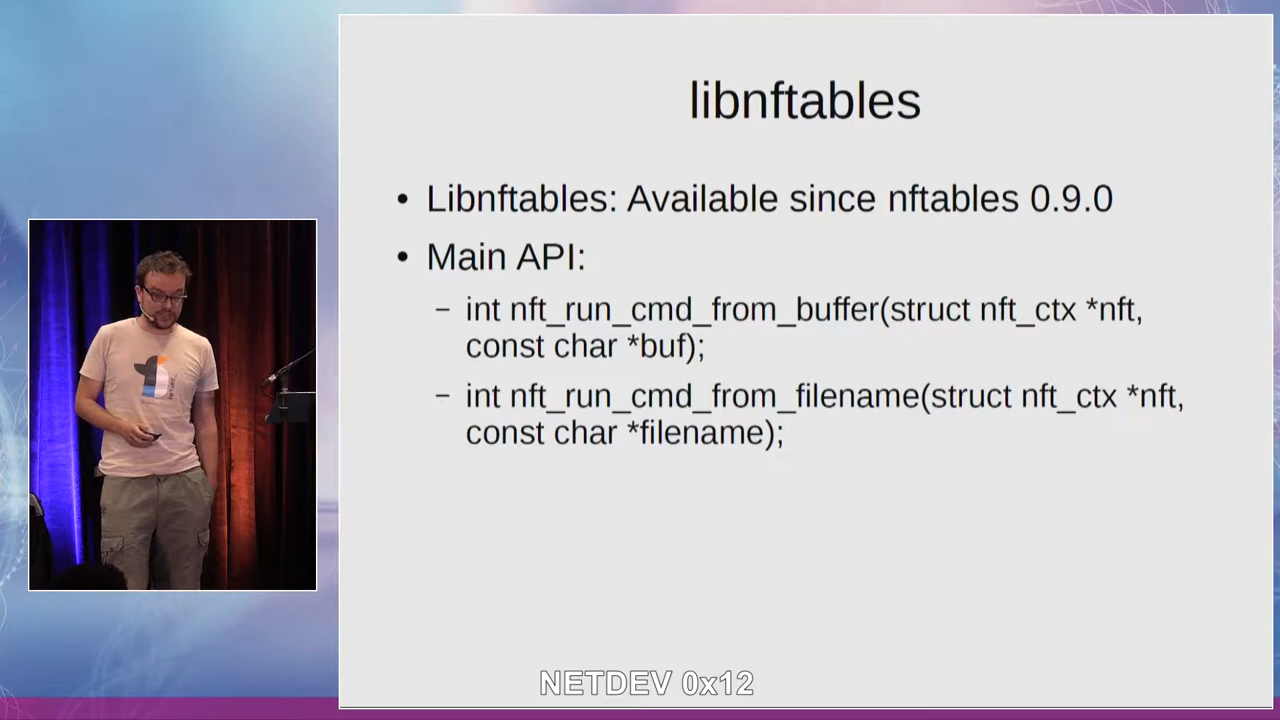 libnftables
• Libnftables: Available since nftables 0.9.0
• Main API:
– int nft_run_cmd_from_buffer(struct nft_ctx *nft,
const char *buf);
– int nft_run_cmd_from_filename(struct nft_ctx *nft,
const char *filename);
NETDEV 0x12